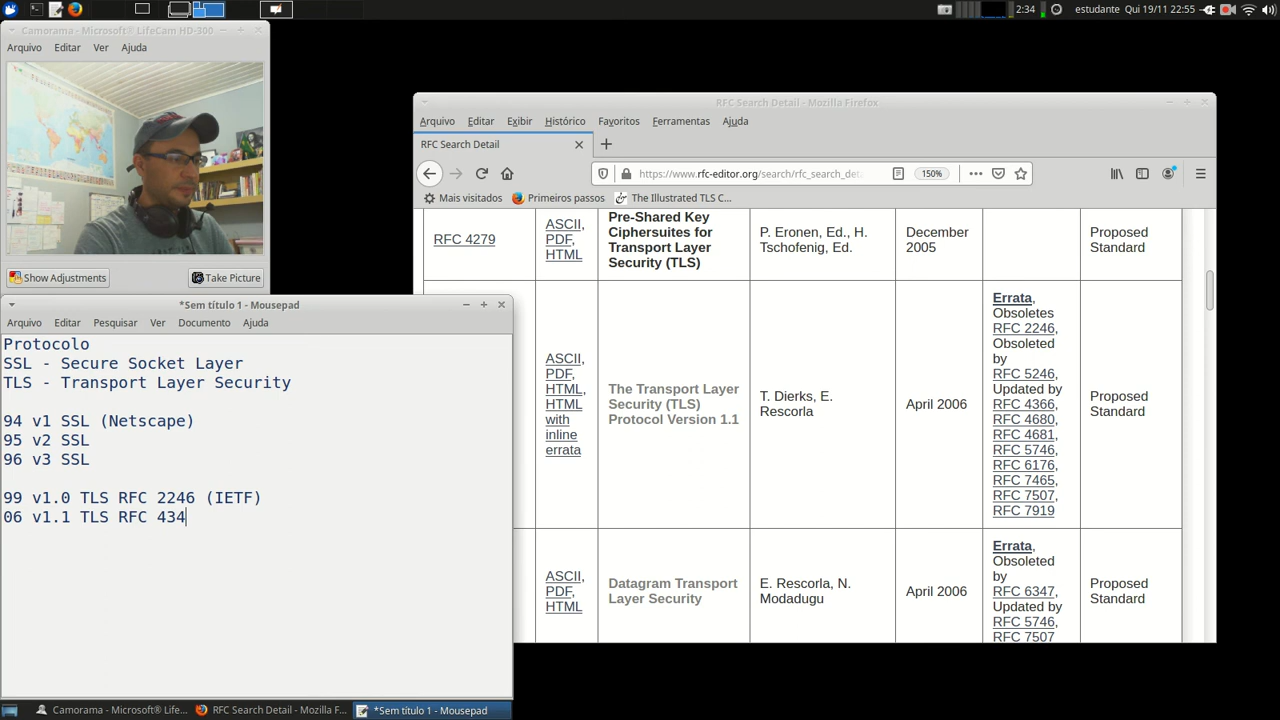 2:34
estudante
Qui 19/11 22:55
Camorama - Microsoft® LifeCam HD-300
Arquivo Editar Ver Ajuda
Show Adjustments
Take Picture
*Sem título 1 - Mousepad
Arquivo Editar Pesquisar Ver Documento Ajuda
Protocolo
SSL - Secure Socket Layer
TLS - Transport Layer Security
94 v1 SSL (Netscape)
95 v2 SSL
96 v3 SSL
99 v1.0 TLS RFC 2246 (IETF)
06 v1.1 TLS RFC 434
RFC Search Detail - Mozilla Firefox
Arquivo Editar Exibir Histórico Favoritos Ferramentas Ajuda
RFC Search Detail
https://www.rfc-editor.org/search/rfc_search_det
150%
Mais visitados
Primeiros passos
The Illustrated TLS C...
RFC 4279
ASCII,
PDF,
HTML
Pre-Shared Key
Ciphersuites for
Transport Layer
Security (TLS)
P. Eronen, Ed., H.
Tschofenig, Ed.
December
2005
Proposed
Standard
ASCII,
PDF,
HTML,
HTML
with
inline
errata
The Transport Layer
Security (TLS)
Protocol Version 1.1
T. Dierks, E.
Rescorla
April 2006
Errata,
Obsoletes
RFC 2246,
Obsoleted
by
RFC 5246,
Updated by
RFC 4366,
RFC 4680,
RFC 4681,
RFC 5746,
RFC 6176,
RFC 7465,
RFC 7507,
RFC 7919
Proposed
Standard
ASCII,
PDF,
HTML
Datagram Transport
Layer Security
E. Rescorla, N.
Modadugu
April 2006
Errata,
Obsoleted
by
RFC 6347,
Updated by
RFC 5746,
RFC 7507
Proposed
Standard
Camorama - Microsoft® Life...
RFC Search Detail - Mozilla F...
*Sem título 1 - Mousepad